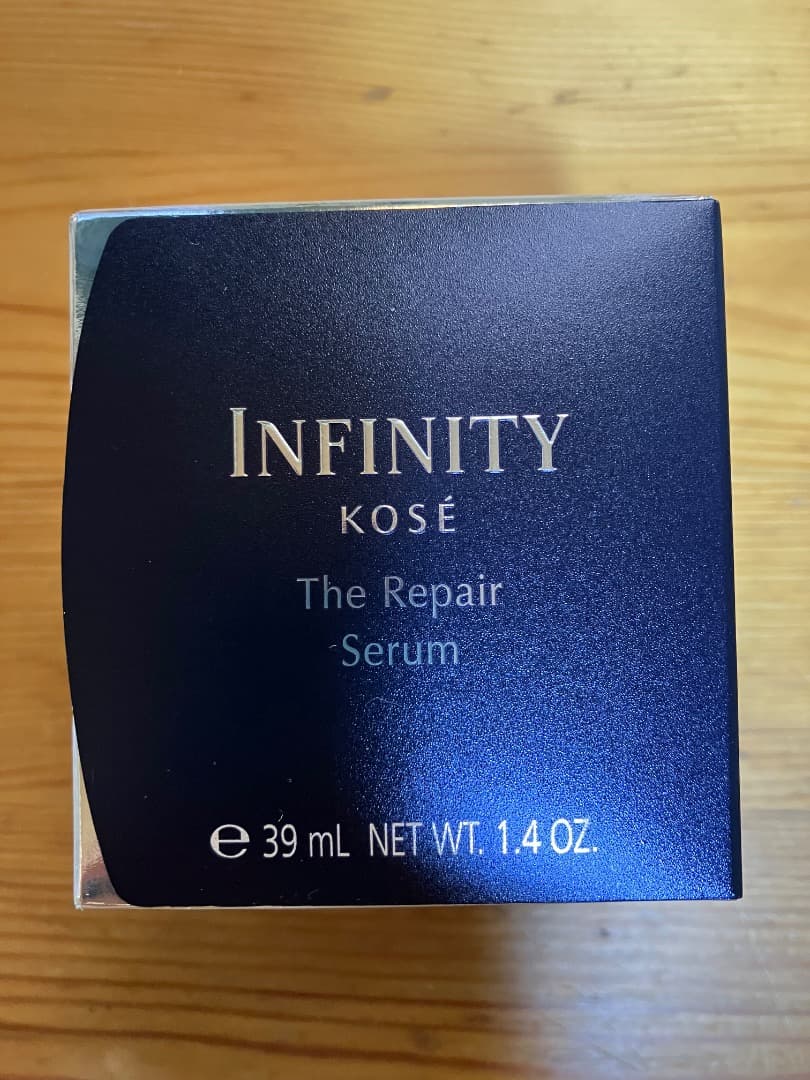 INFINITY
KOSÉ
The Repair
Serum
℮ 39 mL NET WT. 1.4 OZ.